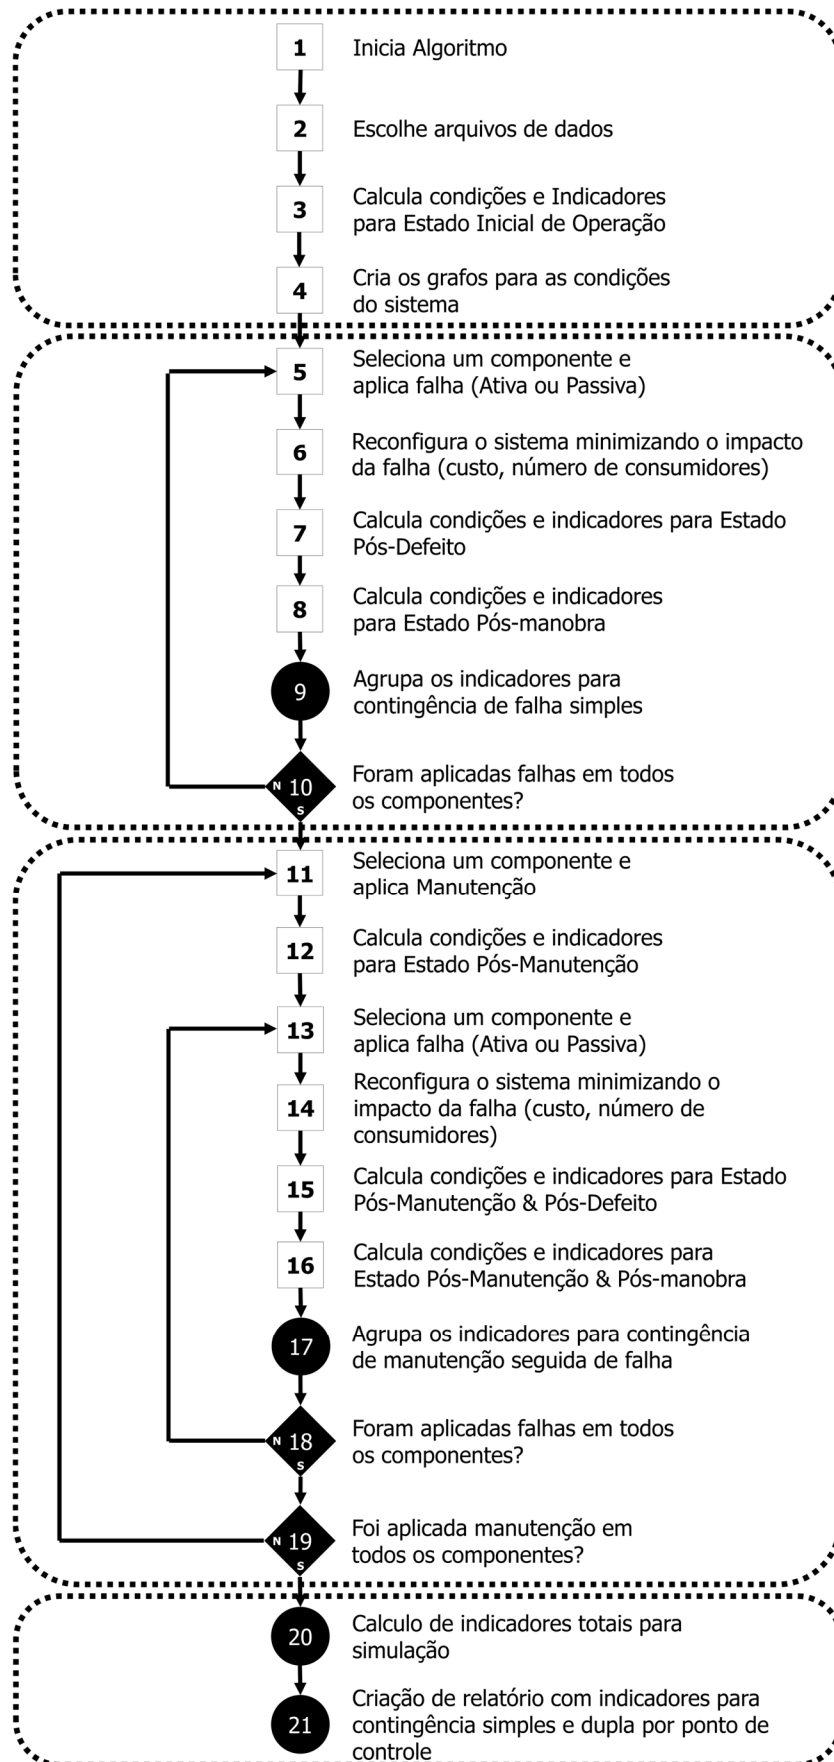 1 Inicia Algoritmo
2 Escolhe arquivos de dados
3 Calcula condições e Indicadores
para Estado Inicial de Operação
4 Cria os grafos para as condições
do sistema
5 Seleciona um componente e
aplica falha (Ativa ou Passiva)
6 Reconfigura o sistema minimizando o impacto
da falha (custo, número de consumidores)
7 Calcula condições e indicadores para Estado
Pós-Defeito
8 Calcula condições e indicadores
para Estado Pós-manobra
9 Agrupa os indicadores para
contingência de falha simples
N 10 S Foram aplicadas falhas em todos
os componentes?
11 Seleciona um componente e
aplica Manutenção
12 Calcula condições e indicadores
para Estado Pós-Manutenção
13 Seleciona um componente e
aplica falha (Ativa ou Passiva)
14 Reconfigura o sistema minimizando o
impacto da falha (custo, número de
consumidores)
15 Calcula condições e indicadores para Estado
Pós-Manutenção & Pós-Defeito
16 Calcula condições e indicadores para
Estado Pós-Manutenção & Pós-manobra
17 Agrupa os indicadores para contingência
de manutenção seguida de falha
N 18 S Foram aplicadas falhas em todos
os componentes?
N 19 S Foi aplicada manutenção em
todos os componentes?
20 Calculo de indicadores totais para
simulação
21 Criação de relatório com indicadores para
contingência simples e dupla por ponto de
controle